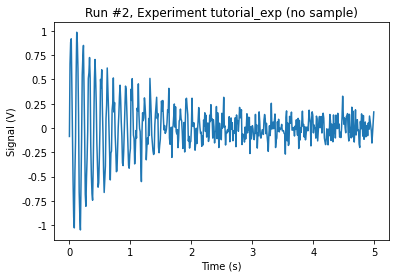 Run #2, Experiment tutorial_exp (no sample)
1
0.75
0.5
0.25
0
-0.25
-0.5
-0.75
-1
Signal (V)
0 1 2 3 4 5
Time (s)